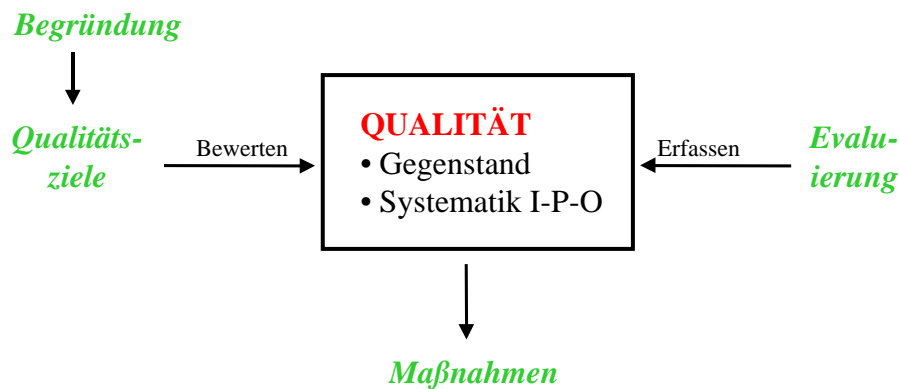 Begründung
QUALITÄT
Qualitäts-
ziele
Bewerten
• Gegenstand
• Systematik I-P-O
Erfassen
Evalu-
ierung
Maßnahmen